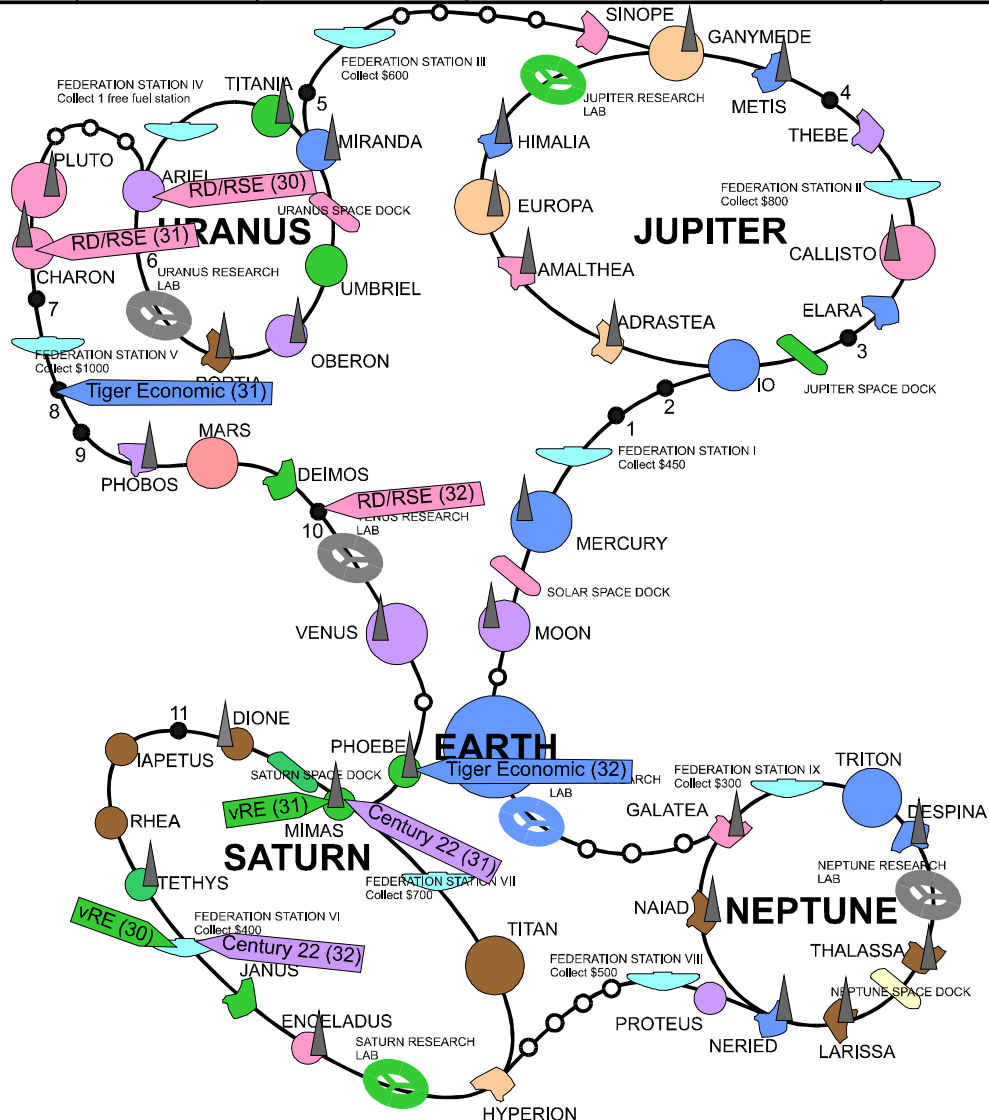 SINOPE
GANYMEDE
FEDERATION STATION III
Collect $600
FEDERATION STATION IV
Collect 1 free fuel station
TITANIA
5
JUPITER RESEARCH
LAB
METIS
4
THEBE
MIRANDA
HIMALIA
PLUTO
ARIEL
RD/RSE (30)
FEDERATION STATION II
Collect $800
URANUS SPACE DOCK
EUROPA
URANUS
JUPITER
RD/RSE (31)
CALLISTO
6
URANUS RESEARCH
LAB
CHARON
UMBRIEL
AMALTHEA
7
ELARA
ADRASTEA
3
FEDERATION STATION V
Collect $1000
OBERON
PORTIA
IO
JUPITER SPACE DOCK
Tiger Economic (31)
8
2
1
MARS
9
FEDERATION STATION I
Collect $450
PHOBOS
DEIMOS
RD/RSE (32)
VENUS RESEARCH
LAB
10
MERCURY
SOLAR SPACE DOCK
VENUS
MOON
11
DIONE
PHOEBE
EARTH
IAPETUS
SATURN SPACE DOCK
Tiger Economic (32)
LAB
FEDERATION STATION IX
Collect $300
TRITON
vRE (31)
GALATEA
DESPINA
RHEA
MIMAS
Century 22 (31)
SATURN
FEDERATION STATION VII
Collect $700
NEPTUNE RESEARCH
LAB
TETHYS
NAIAD
NEPTUNE
vRE (30)
FEDERATION STATION VI
Collect $400
Century 22 (32)
TITAN
THALASSA
JANUS
FEDERATION STATION VIII
Collect $500
NEPTUNE SPACE DOCK
ENCELADUS
PROTEUS
SATURN RESEARCH
LAB
NERIED
LARISSA
HYPERION